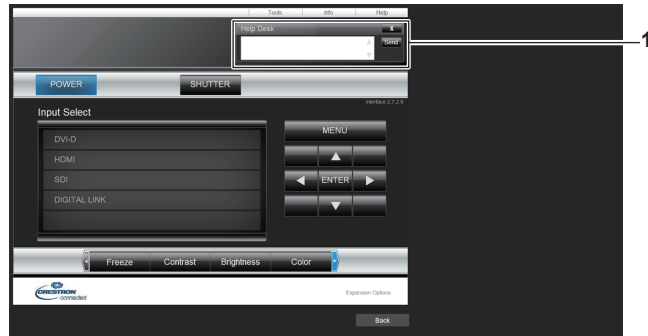 Tools Info Help
Help Desk X
Send
1
POWER SHUTTER
Interface 2.7.2.9
Input Select
MENU
DVI-D
HDMI
SDI
ENTER
DIGITAL LINK
Freeze Contrast Brightness Color
CRESTRON
connected
Expansion Options
Back